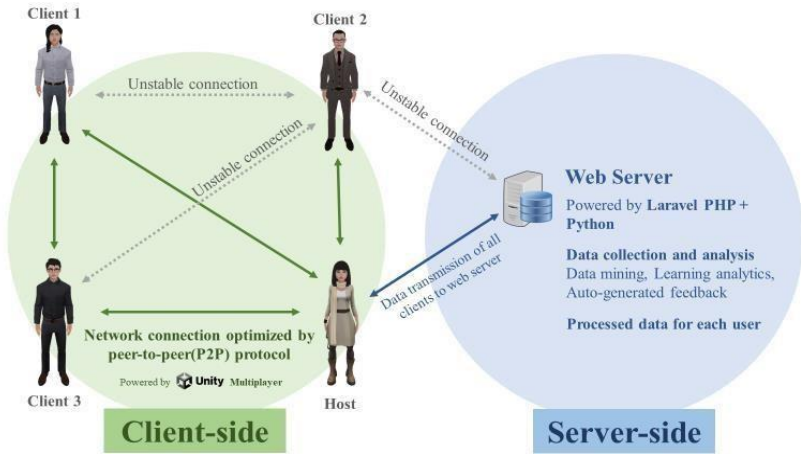 Client 1
Client 2
Unstable connection
Unstable connection
Unstable connection
Web Server
Powered by Laravel PHP +
Python
Data collection and analysis
Data mining, Learning analytics,
Auto-generated feedback
Processed data for each user
Data transmission of all
clients to web server
Network connection optimized by
peer-to-peer(P2P) protocol
Powered by Unity Multiplayer
Client 3
Host
Client-side
Server-side